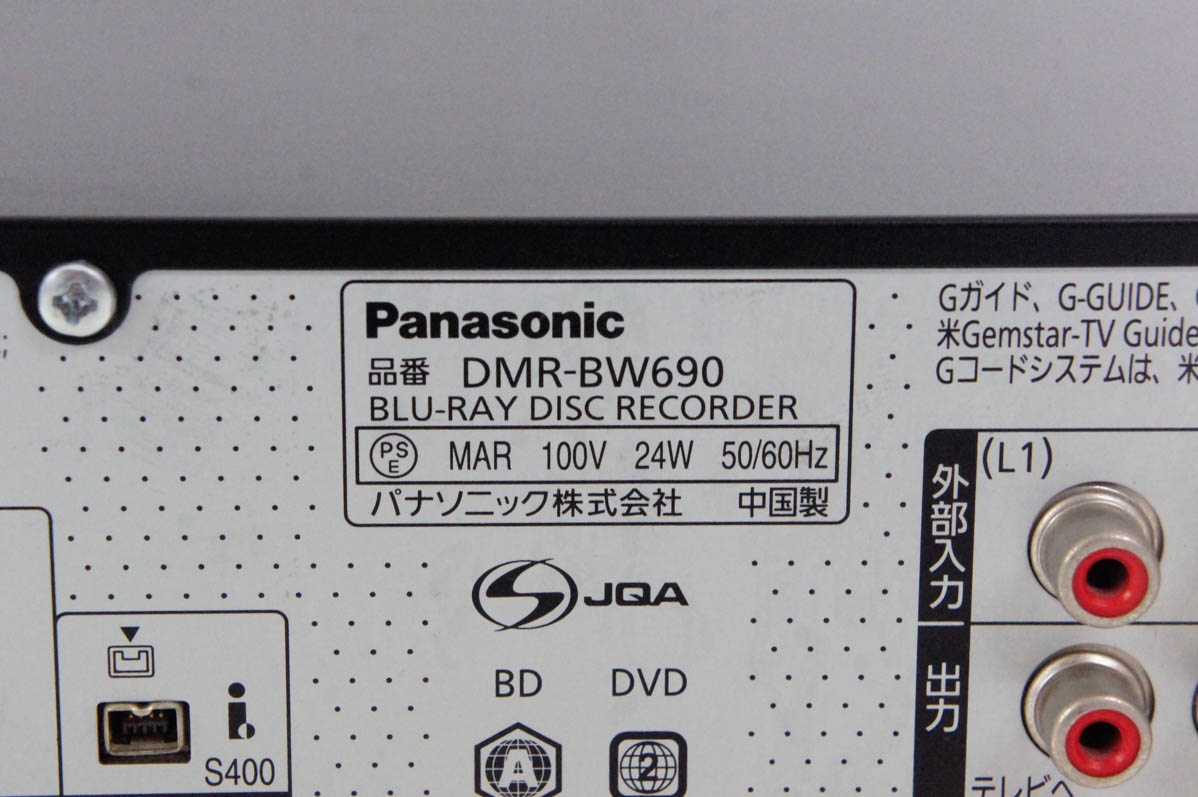 Panasonic
品番 DMR-BW690
BLU-RAY DISC RECORDER
PS E MAR 100V 24W 50/60Hz
パナソニック株式会社 中国製
JQA
BD DVD
A 2
i S400
Gガイド、G-GUIDE、
米Gemstar-TV Guide
Gコードシステムは、米
(L1)
外部入力
出力
テレビへ